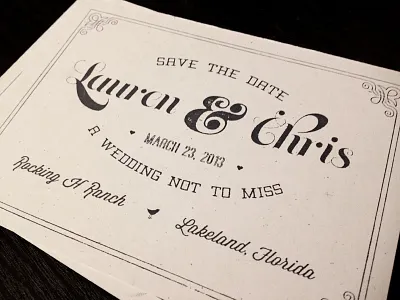 SAVE THE DATE
Lauren & Chris
MARCH 23, 2013
A WEDDING NOT TO MISS
Rocking H Ranch
Lakeland, Florida